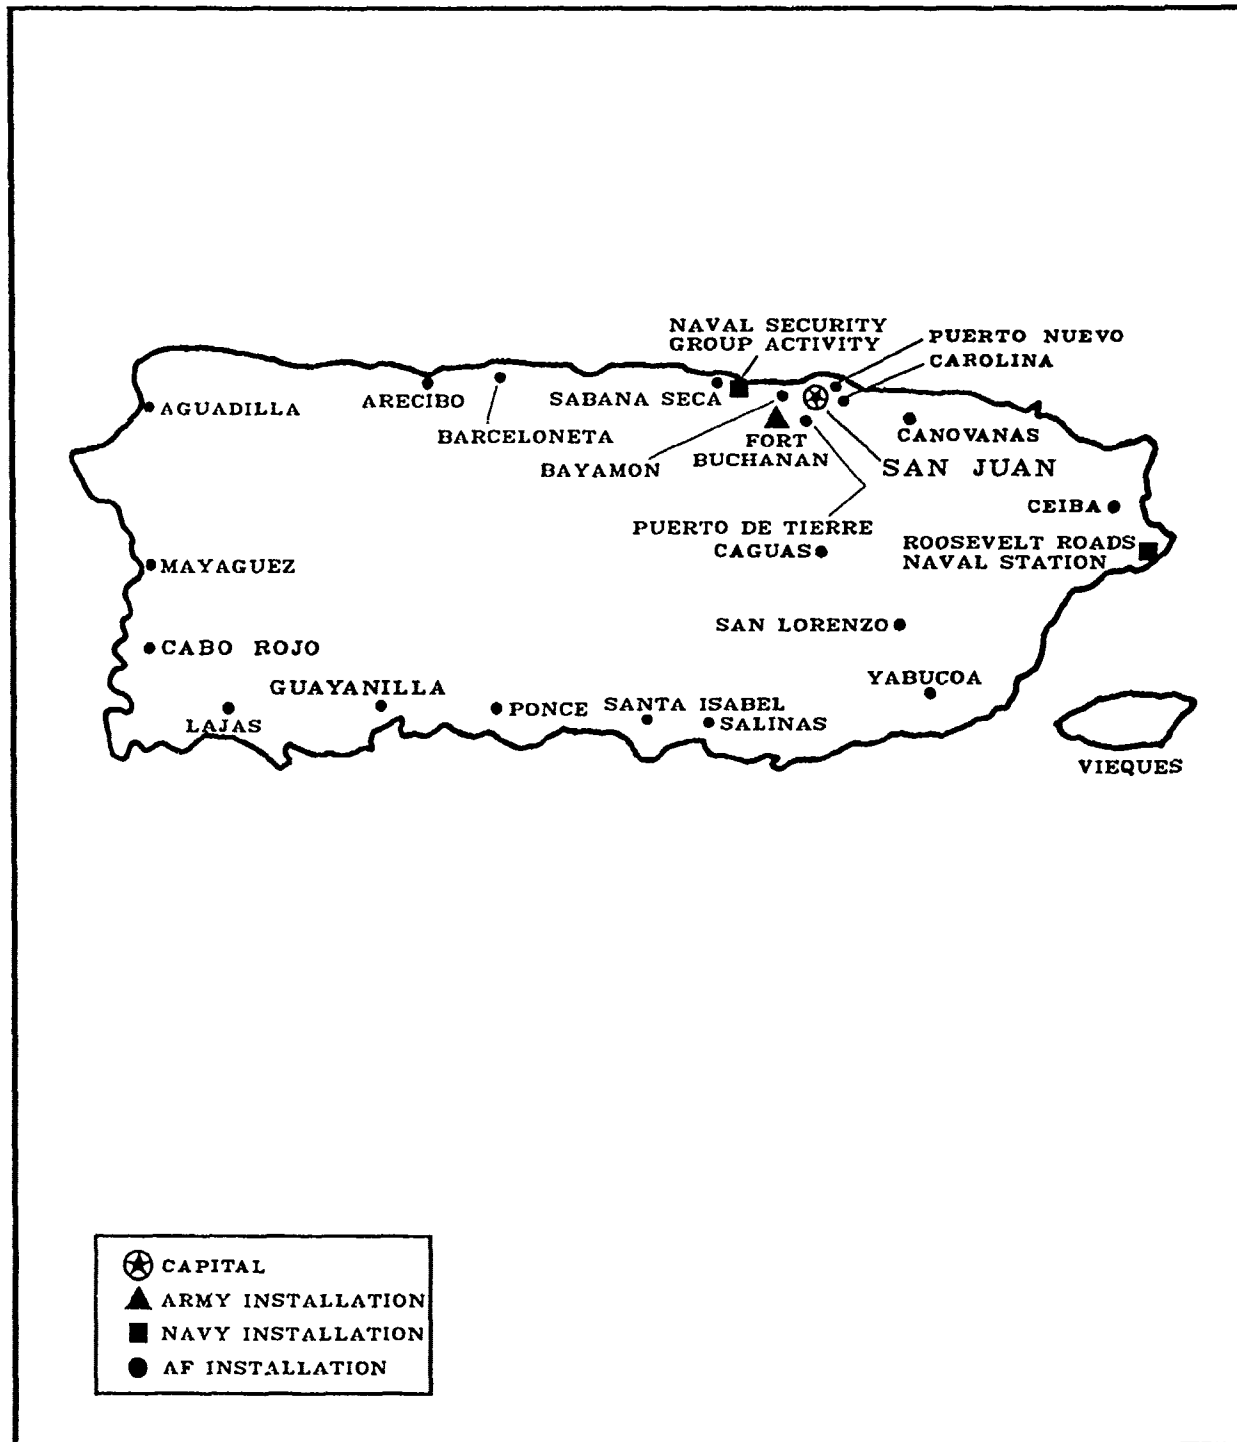 NAVAL SECURITY
GROUP ACTIVITY
PUERTO NUEVO
CAROLINA
AGUADILLA
ARECIBO
SABANA SECA
BARCELONETA
BAYAMON
FORT
BUCHANAN
CANOVANAS
SAN JUAN
CEIBA
PUERTO DE TIERRE
CAGUAS
ROOSEVELT ROADS
NAVAL STATION
MAYAGUEZ
SAN LORENZO
CABO ROJO
GUAYANILLA
YABUCOA
LAJAS
PONCE
SANTA ISABEL
SALINAS
VIEQUES
CAPITAL
ARMY INSTALLATION
NAVY INSTALLATION
AF INSTALLATION